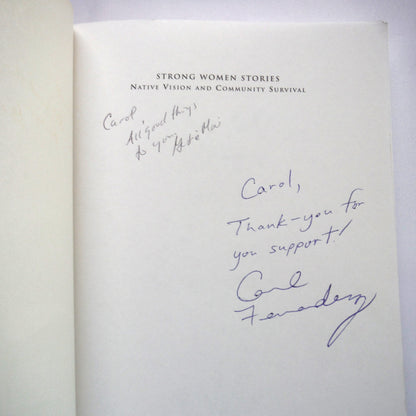 STRONG WOMEN STORIES
NATIVE VISION AND COMMUNITY SURVIVAL
Carol,
All good things
to you
Carol,
Thank-you for
you support!
Carl